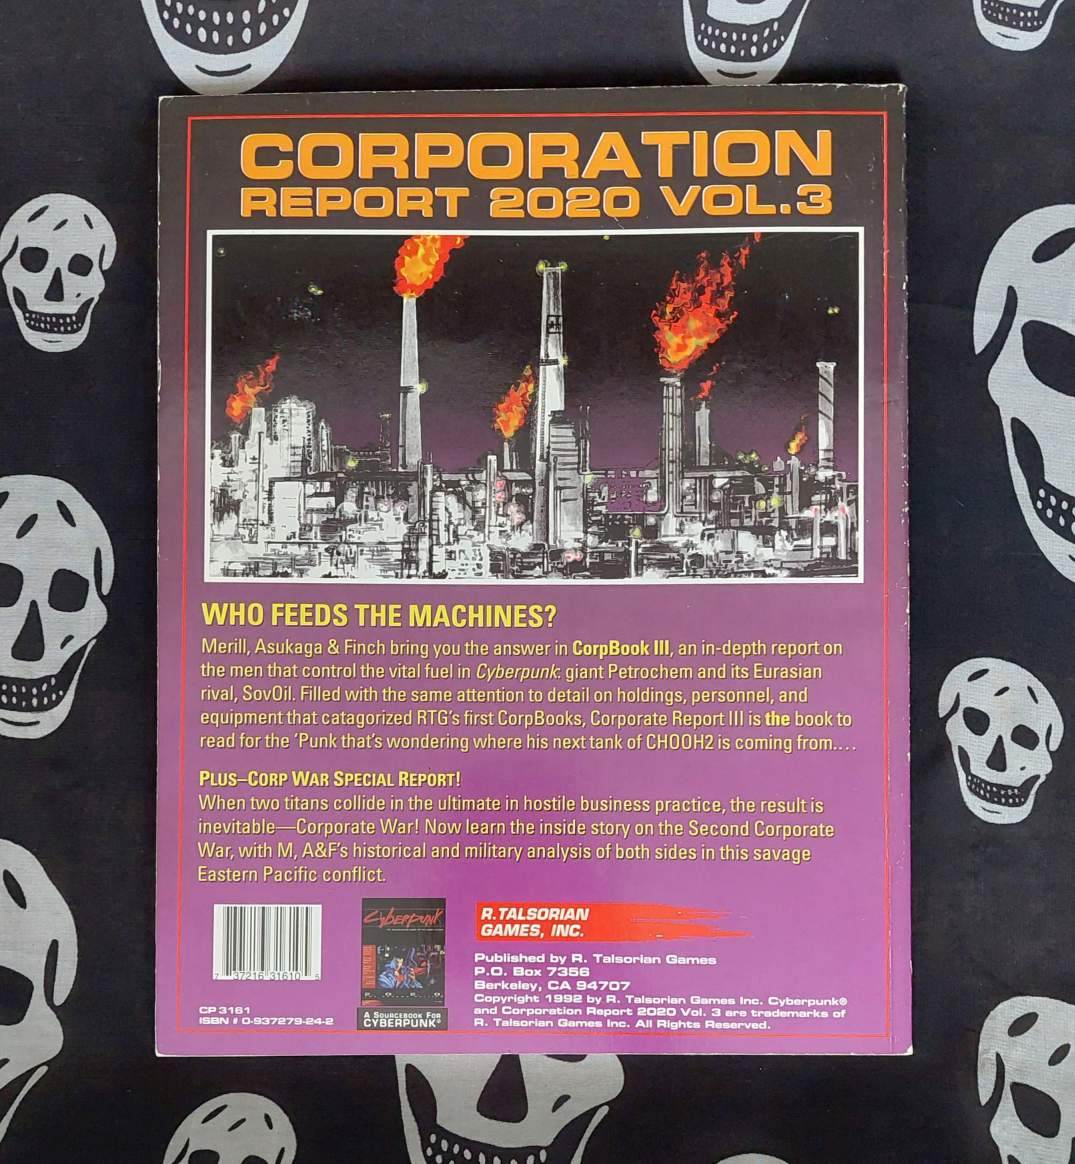 CORPORATION
REPORT 2020 VOL.3
WHO FEEDS THE MACHINES?
Merill, Asukaga & Finch bring you the answer in CorpBook III, an in-depth report on
the men that control the vital fuel in Cyberpunk: giant Petrochem and its Eurasian
rival, SovOil. Filled with the same attention to detail on holdings, personnel, and
equipment that catagorized RTG's first CorpBooks, Corporate Report III is the book to
read for the 'Punk that's wondering where his next tank of CHOOH2 is coming from....
PLUS–CORP WAR SPECIAL REPORT!
When two titans collide in the ultimate in hostile business practice, the result is
inevitable—Corporate War! Now learn the inside story on the Second Corporate
War, with M, A&F's historical and military analysis of both sides in this savage
Eastern Pacific conflict.
7 37216 31610 5
CP 3161
ISBN # 0-937279-24-2
CYBERPUNK
A SOURCEBOOK FOR
CYBERPUNK®
R.TALSORIAN
GAMES, INC.
Published by R. Talsorian Games
P.O. Box 7356
Berkeley, CA 94707
Copyright 1992 by R. Talsorian Games Inc. Cyberpunk®
and Corporation Report 2020 Vol. 3 are trademarks of
R. Talsorian Games Inc. All Rights Reserved.